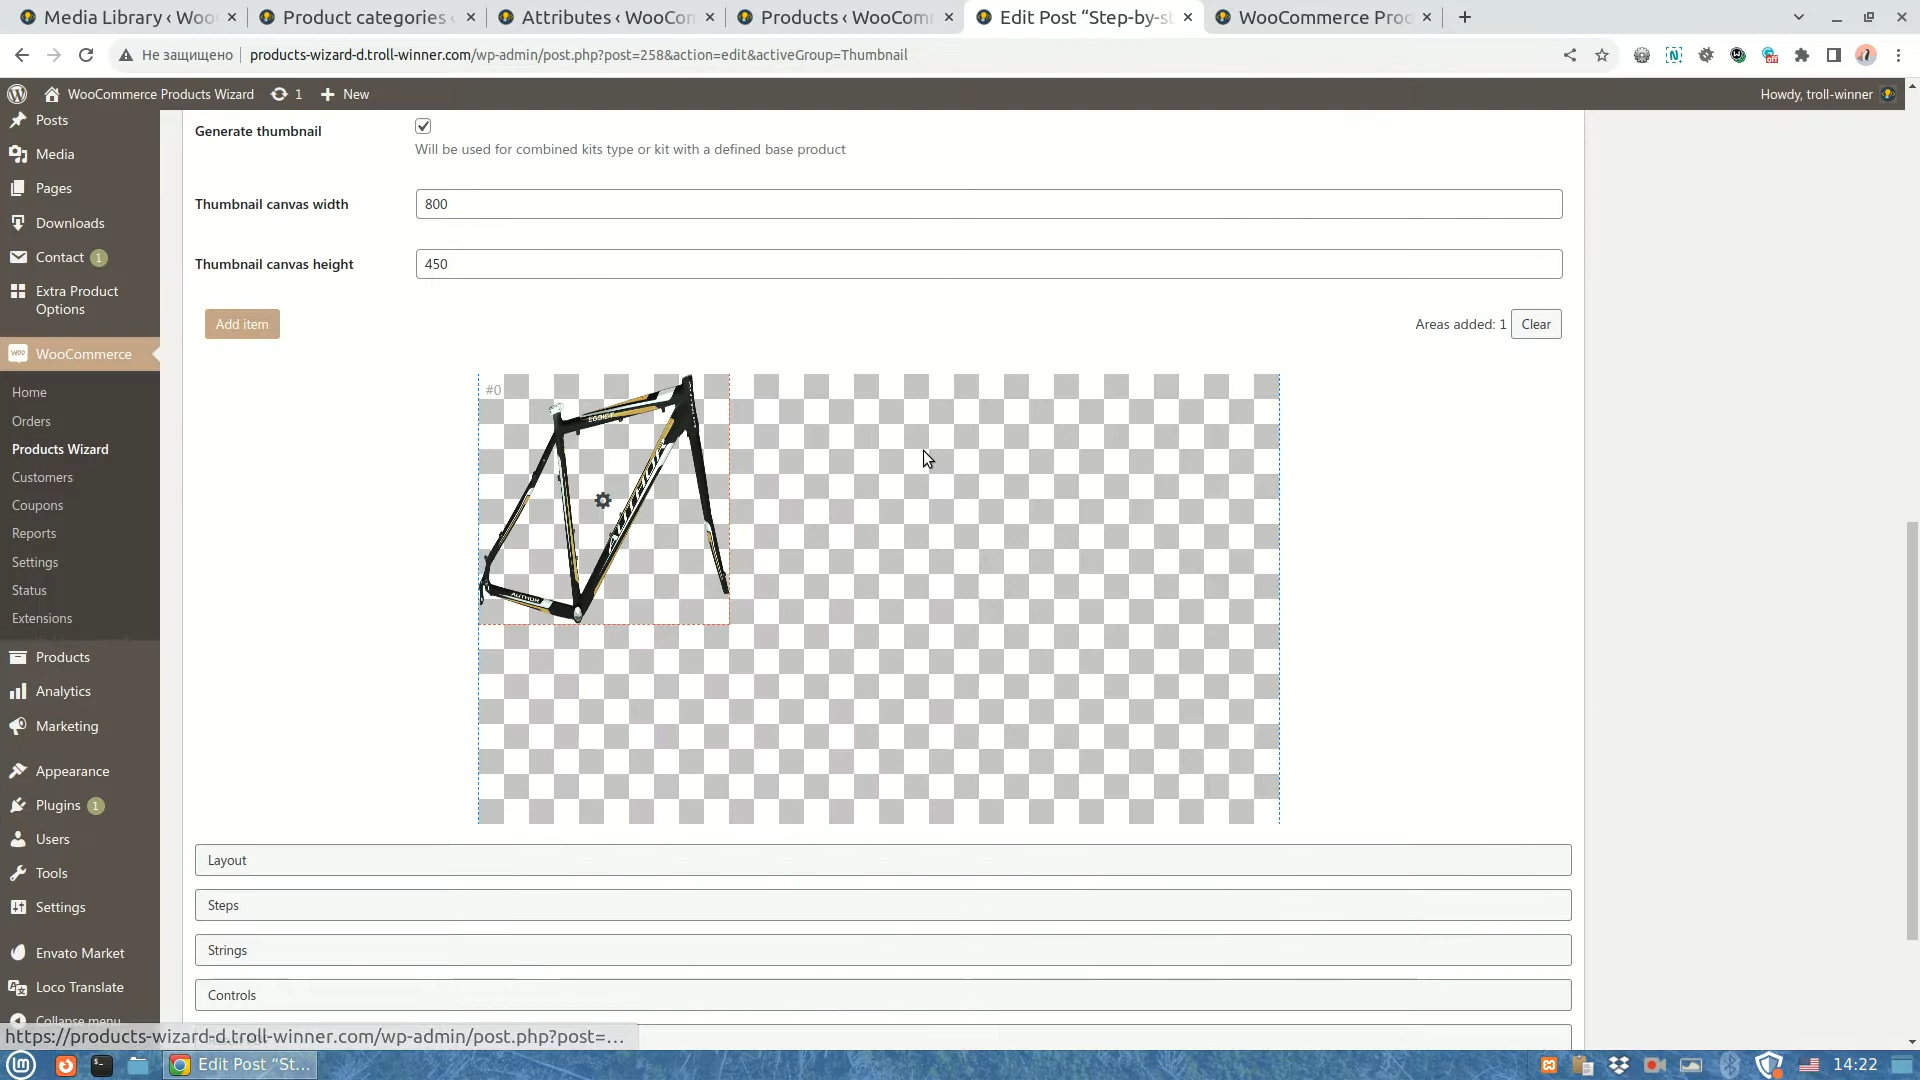 Media Library ‹ Woo
Product categories ‹
Attributes ‹ WooCon
Products ‹ WooComm
Edit Post “Step-by-st
WooCommerce Prod
Не защищено
products-wizard-d.troll-winner.com/wp-admin/post.php?post=258&action=edit&activeGroup=Thumbnail
off
WooCommerce Products Wizard
1
New
Howdy, troll-winner
Posts
Media
Pages
Downloads
Contact 1
Extra Product
Options
WooCommerce
Home
Orders
Products Wizard
Customers
Coupons
Reports
Settings
Status
Extensions
Products
Analytics
Marketing
Appearance
Plugins 1
Users
Tools
Settings
Envato Market
Loco Translate
Collapse menu
Generate thumbnail
Will be used for combined kits type or kit with a defined base product
Thumbnail canvas width
800
Thumbnail canvas height
450
Add item
Areas added: 1
Clear
#0
AUTHOR
Layout
Steps
Strings
Controls
https://products-wizard-d.troll-winner.com/wp-admin/post.php?post=...
Edit Post “St...
14:22